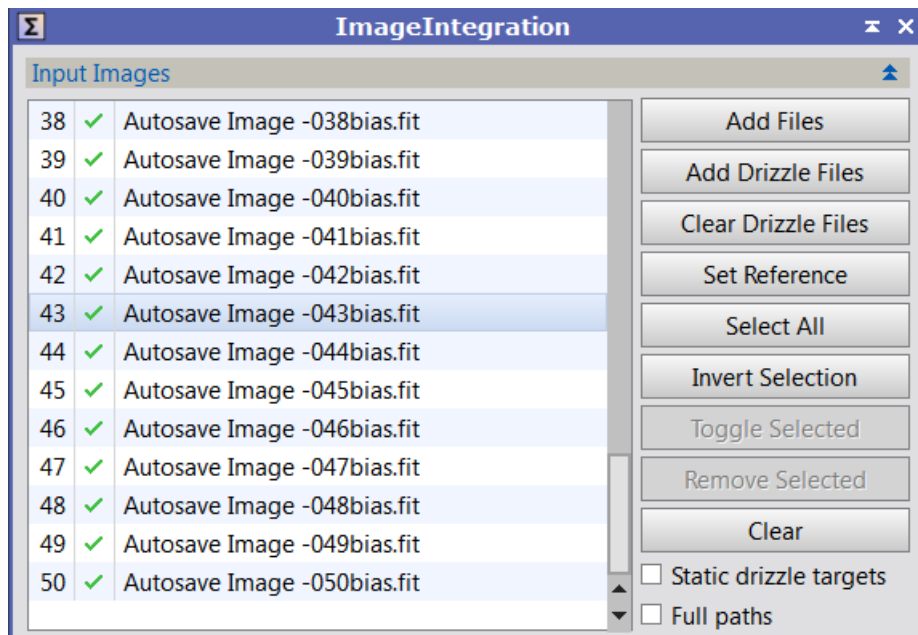 ImageIntegration
Input Images
38 Autosave Image -038bias.fit
39 Autosave Image -039bias.fit
40 Autosave Image -040bias.fit
41 Autosave Image -041bias.fit
42 Autosave Image -042bias.fit
43 Autosave Image -043bias.fit
44 Autosave Image -044bias.fit
45 Autosave Image -045bias.fit
46 Autosave Image -046bias.fit
47 Autosave Image -047bias.fit
48 Autosave Image -048bias.fit
49 Autosave Image -049bias.fit
50 Autosave Image -050bias.fit
Add Files
Add Drizzle Files
Clear Drizzle Files
Set Reference
Select All
Invert Selection
Toggle Selected
Remove Selected
Clear
Static drizzle targets
Full paths